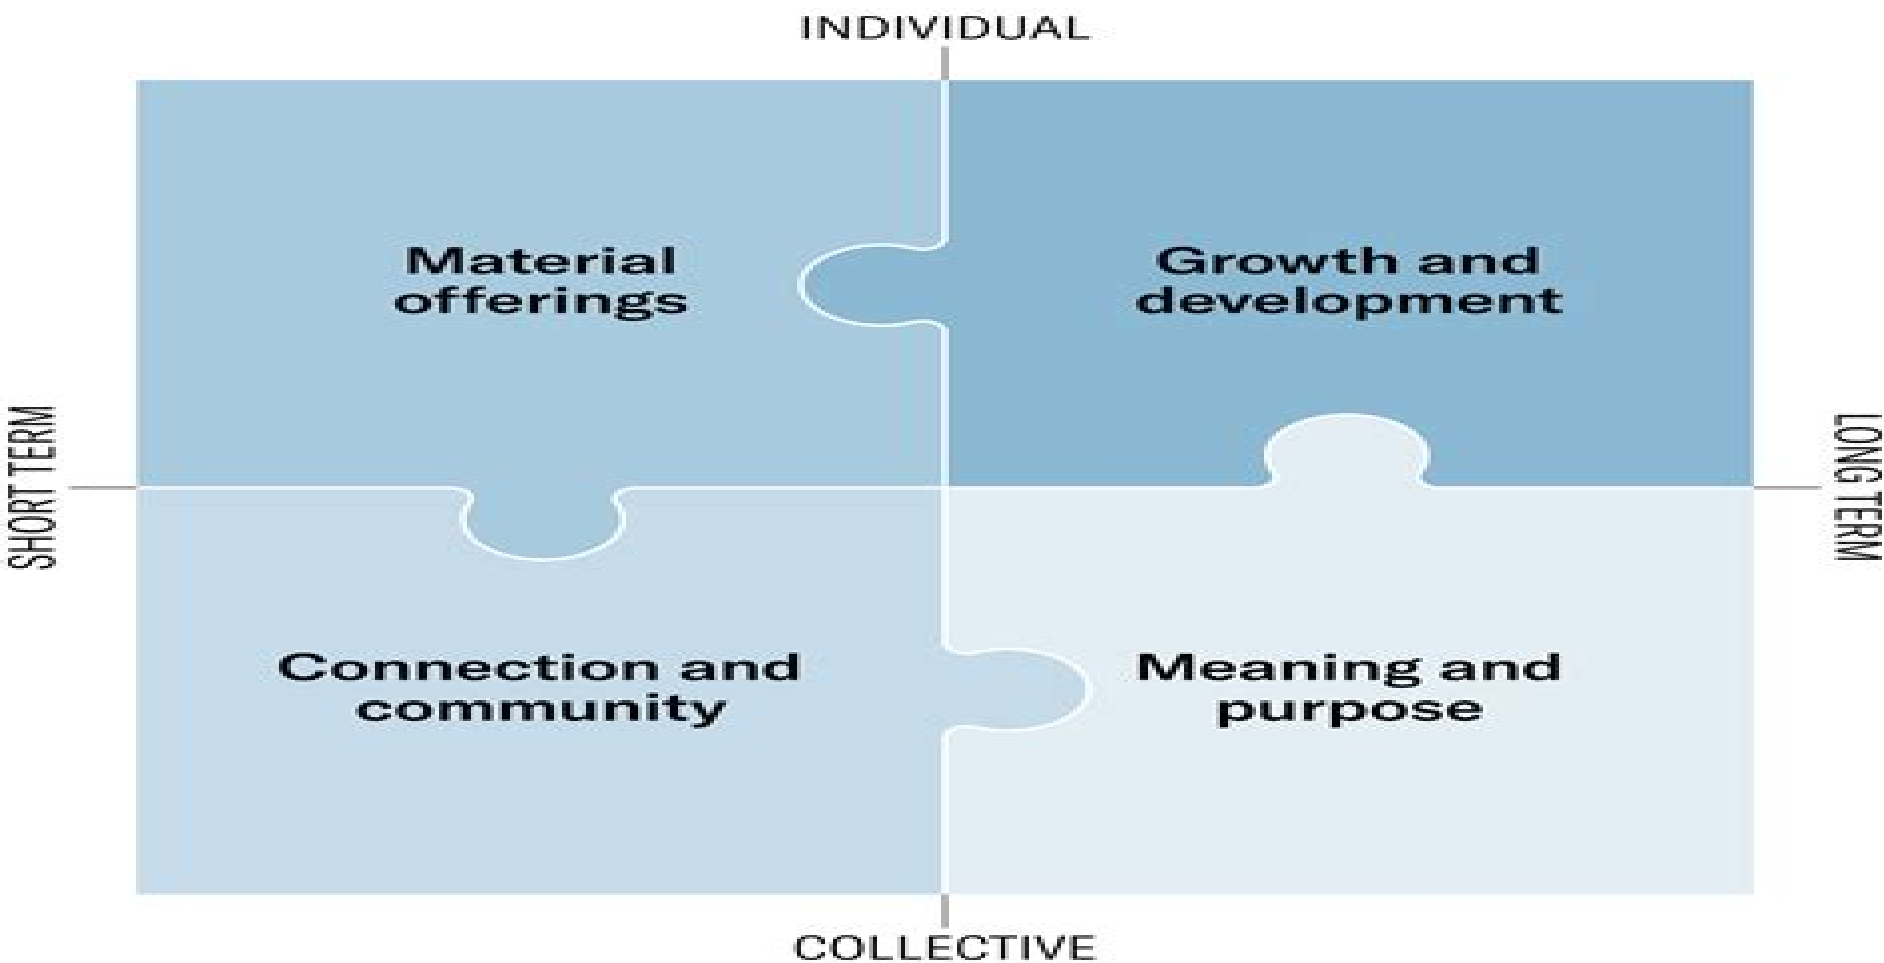 INDIVIDUAL
Material
offerings
Growth and
development
SHORT TERM
LONG TERM
Connection and
community
Meaning and
purpose
COLLECTIVE